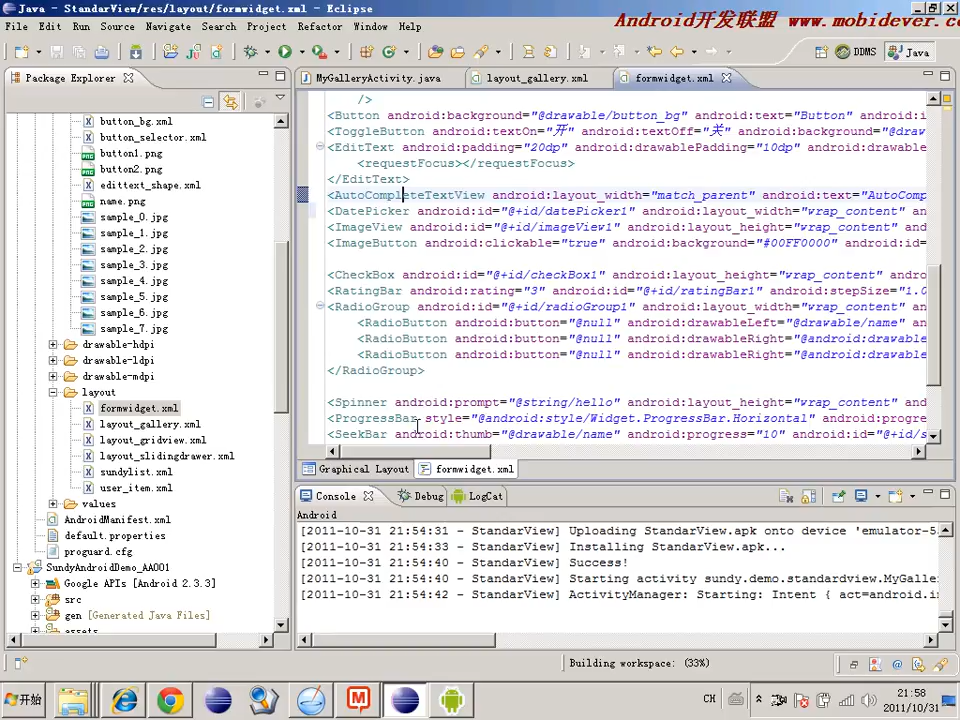 Java - StandarView/res/layout/formwidget.xml - Eclipse
Android开发联盟 www.mobidever.com
File Edit Run Source Navigate Search Project Refactor Window Help
DDMS
Java
Package Explorer
button_bg.xml
button_selector.xml
button1.png
button2.png
edittext_shape.xml
name.png
sample_0.jpg
sample_1.jpg
sample_2.jpg
sample_3.jpg
sample_4.jpg
sample_5.jpg
sample_6.jpg
sample_7.jpg
drawable-hdpi
drawable-ldpi
drawable-mdpi
layout
formwidget.xml
layout_gallery.xml
layout_gridview.xml
layout_slidingdrawer.xml
sundylist.xml
user_item.xml
values
AndroidManifest.xml
default.properties
proguard.cfg
SundyAndroidDemo_AA001
Google APIs [Android 2.3.3]
src
gen [Generated Java Files]
assets
MyGalleryActivity.java
layout_gallery.xml
formwidget.xml
/>
<Button android:background="@drawable/button_bg" android:text="Button" android:i
<ToggleButton android:textOn="开" android:textOff="关" android:background="@draw
<EditText android:padding="20dp" android:drawablePadding="10dp" android:drawable
<requestFocus></requestFocus>
</EditText>
<AutoCompleteTextView android:layout_width="match_parent" android:text="AutoComp
<DatePicker android:id="@+id/datePicker1" android:layout_width="wrap_content" an
<ImageView android:id="@+id/imageView1" android:layout_height="wrap_content" and
<ImageButton android:clickable="true" android:background="#00FF0000" android:id=
<CheckBox android:id="@+id/checkBox1" android:layout_height="wrap_content" andro
<RatingBar android:rating="3" android:id="@+id/ratingBar1" android:stepSize="1.0
<RadioGroup android:id="@+id/radioGroup1" android:layout_width="wrap_content" an
<RadioButton android:button="@null" android:drawableLeft="@drawable/name" an
<RadioButton android:button="@null" android:drawableRight="@android:drawable
<RadioButton android:button="@null" android:drawableRight="@android:drawable
</RadioGroup>
<Spinner android:prompt="@string/hello" android:layout_height="wrap_content" and
<ProgressBar style="@android:style/Widget.ProgressBar.Horizontal" android:progre
<SeekBar android:thumb="@drawable/name" android:progress="10" android:id="@+id/s
Graphical Layout
formwidget.xml
Console
Debug
LogCat
Android
[2011-10-31 21:54:31 - StandarView] Uploading StandarView.apk onto device 'emulator-5
[2011-10-31 21:54:33 - StandarView] Installing StandarView.apk...
[2011-10-31 21:54:40 - StandarView] Success!
[2011-10-31 21:54:40 - StandarView] Starting activity sundy.demo.standardview.MyGalle
[2011-10-31 21:54:42 - StandarView] ActivityManager: Starting: Intent { act=android.in
Building workspace: (33%)
开始
CH
21:58
2011/10/31